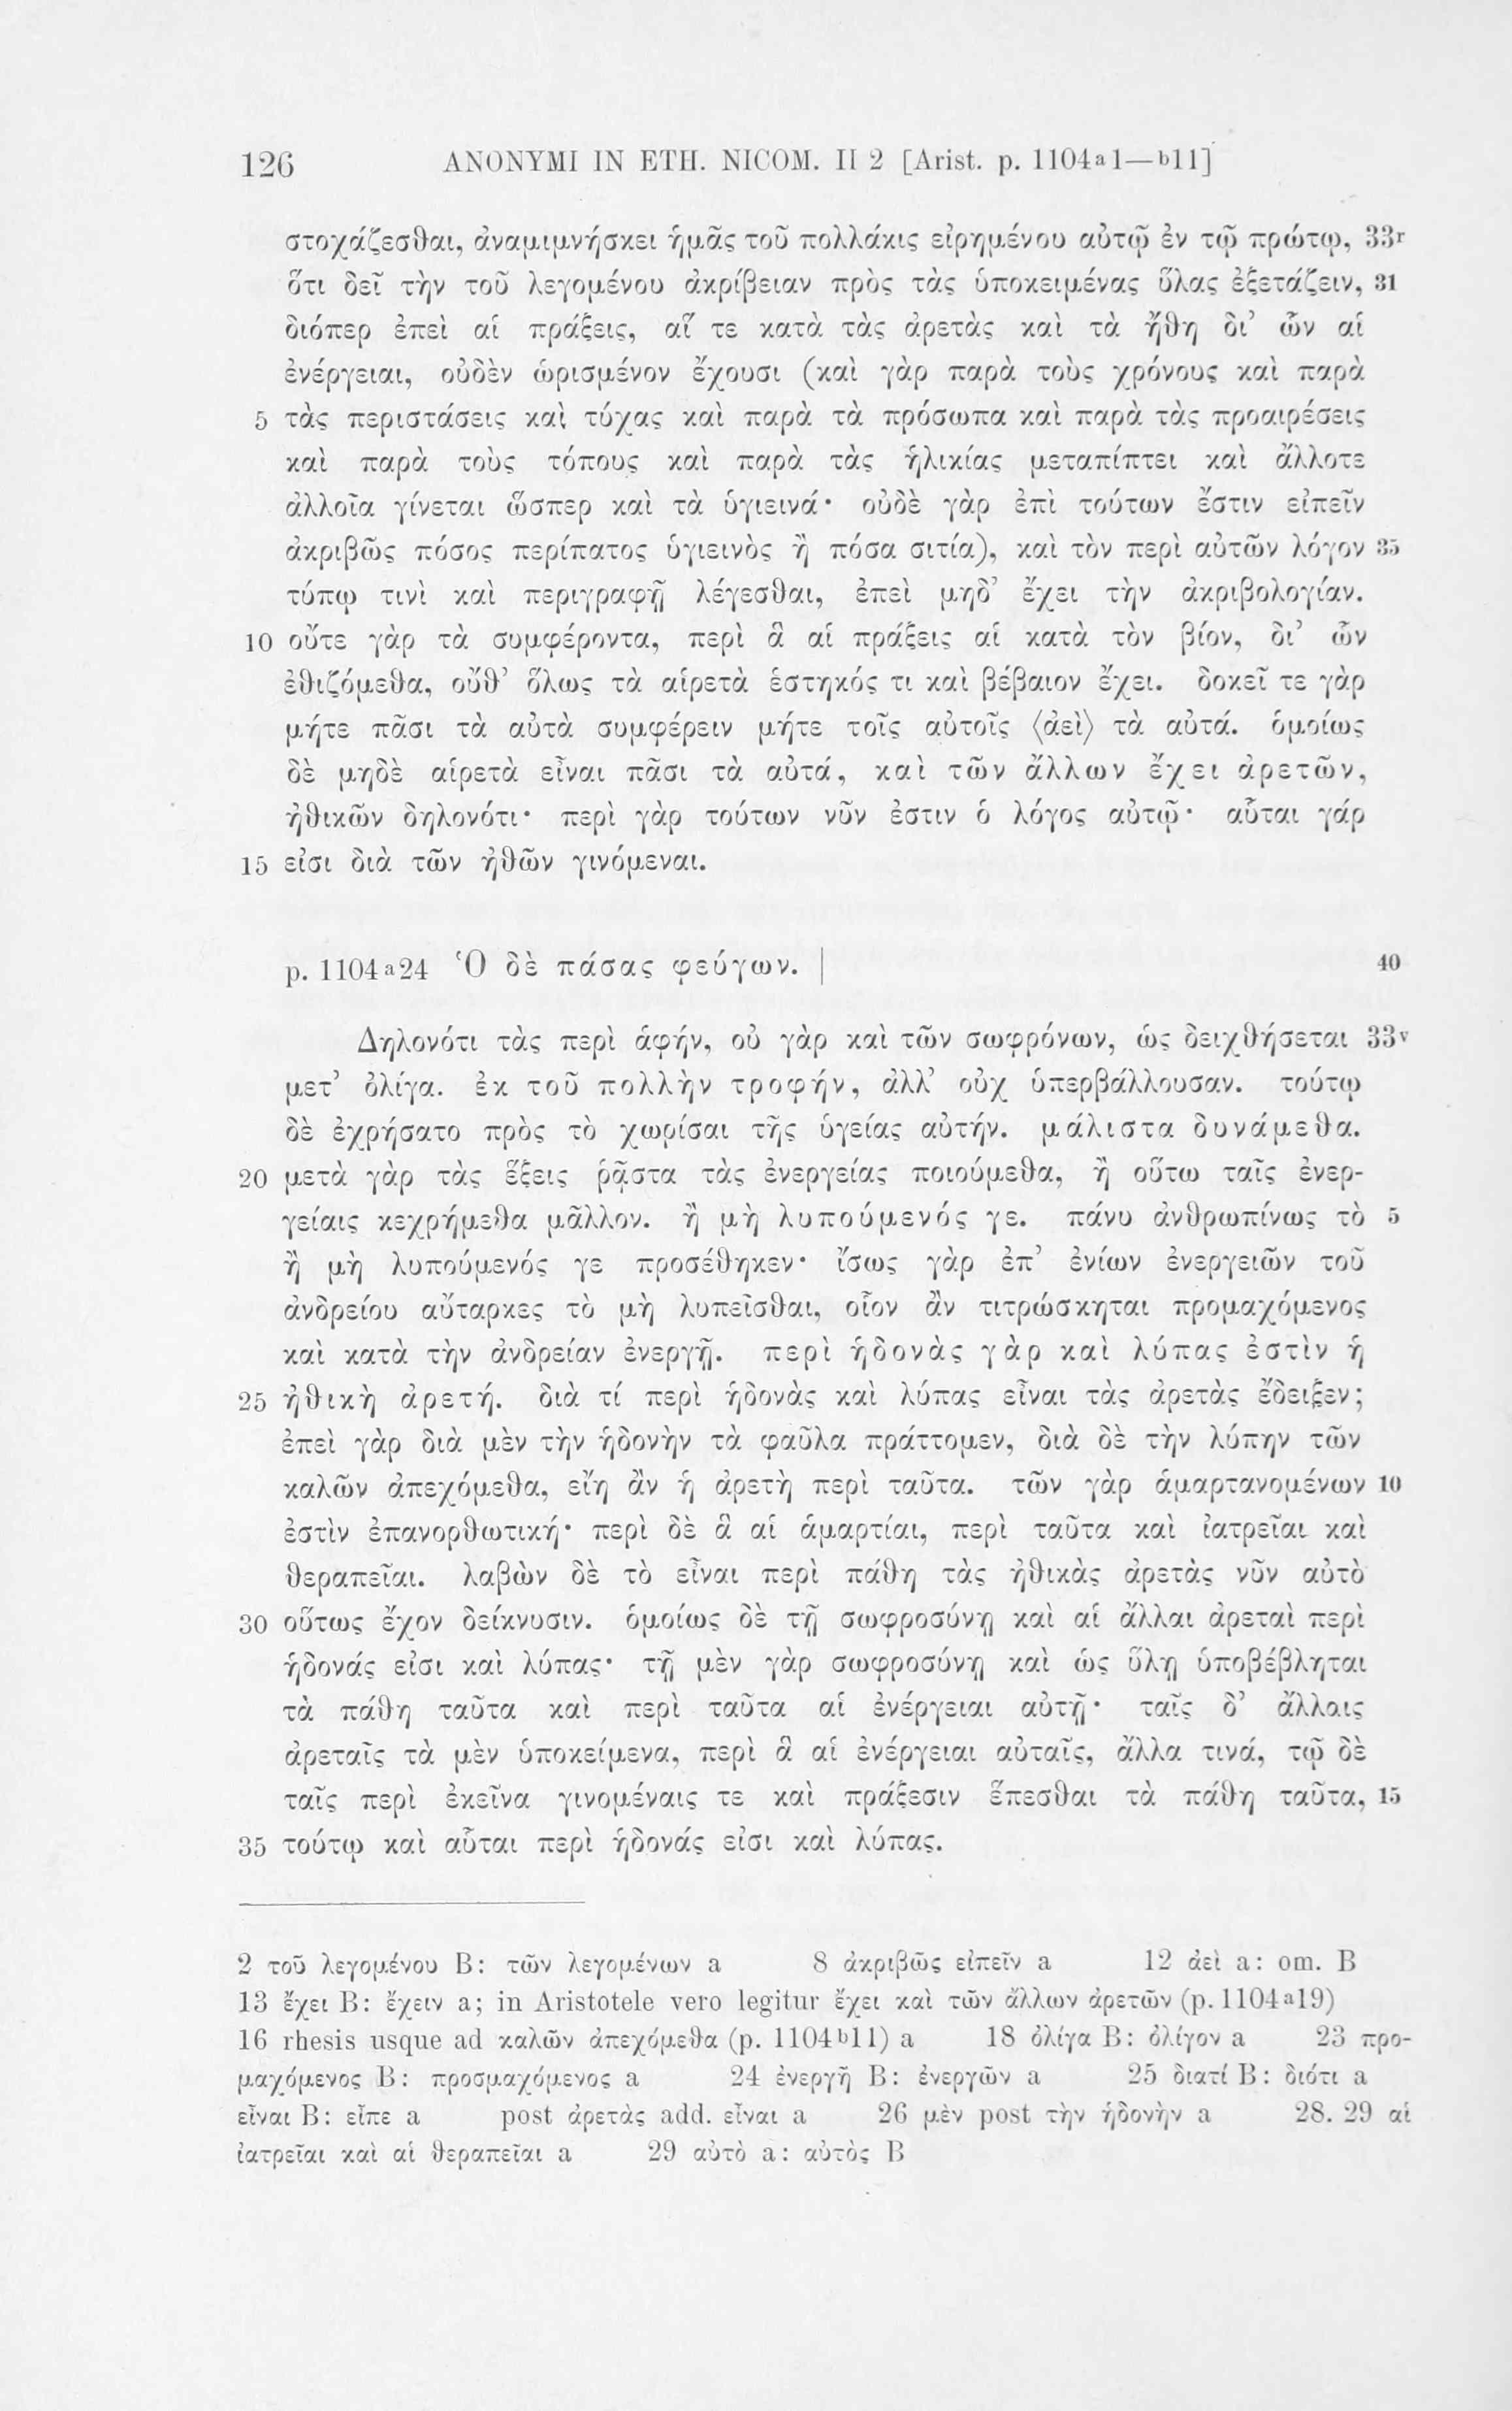 126 ANONYMI IN ETH. NICOM. II 2 [Arist. p. 1104a1—b11]
στοχάζεσθαι, ἀναμιμνήσκει ἡμᾶς τοῦ πολλάκις εἰρημένου αὐτῷ ἐν τῷ πρώτῳ, 33r
ὅτι δεῖ τὴν τοῦ λεγομένου ἀκρίβειαν πρὸς τὰς ὑποκειμένας ὕλας ἐξετάζειν, 31
διόπερ ἐπεὶ αἱ πράξεις, αἵ τε κατὰ τὰς ἀρετὰς καὶ τὰ ἤθη δι’ ὧν αἱ
ἐνέργειαι, οὐδὲν ὡρισμένον ἔχουσι (καὶ γὰρ παρὰ τοὺς χρόνους καὶ παρὰ
5 τὰς περιστάσεις καὶ τύχας καὶ παρὰ τὰ πρόσωπα καὶ παρὰ τὰς προαιρέσεις
καὶ παρὰ τοὺς τόπους καὶ παρὰ τὰς ἡλικίας μεταπίπτει καὶ ἄλλοτε
ἀλλοῖα γίνεται ὥσπερ καὶ τὰ ὑγιεινά· οὐδὲ γὰρ ἐπὶ τούτων ἔστιν εἰπεῖν
ἀκριβῶς πόσος περίπατος ὑγιεινὸς ἢ πόσα σιτία), καὶ τὸν περὶ αὐτῶν λόγον 35
τύπῳ τινὶ καὶ περιγραφῇ λέγεσθαι, ἐπεὶ μηδ’ ἔχει τὴν ἀκριβολογίαν.
10 οὔτε γὰρ τὰ συμφέροντα, περὶ ἃ αἱ πράξεις αἱ κατὰ τὸν βίον, δι’ ὧν
ἐθιζόμεθα, οὔθ’ ὅλως τὰ αἱρετὰ ἑστηκός τι καὶ βέβαιον ἔχει. δοκεῖ τε γὰρ
μήτε πᾶσι τὰ αὐτὰ συμφέρειν μήτε τοῖς αὐτοῖς ⟨ἀεὶ⟩ τὰ αὐτά. ὁμοίως
δὲ μηδὲ αἱρετὰ εἶναι πᾶσι τὰ αὐτά, καὶ τῶν ἄλλων ἔχει ἀρετῶν,
ἠθικῶν δηλονότι· περὶ γὰρ τούτων νῦν ἐστιν ὁ λόγος αὐτῷ· αὗται γάρ
15 εἰσι διὰ τῶν ἠθῶν γινόμεναι.
p. 1104a24 Ὁ δὲ πάσας φεύγων. | 40
Δηλονότι τὰς περὶ ἁφήν, οὐ γὰρ καὶ τῶν σωφρόνων, ὡς δειχθήσεται 33v
μετ’ ὀλίγα. ἐκ τοῦ πολλὴν τροφήν, ἀλλ’ οὐχ ὑπερβάλλουσαν. τούτῳ
δὲ ἐχρήσατο πρὸς τὸ χωρίσαι τῆς ὑγείας αὐτήν. μάλιστα δυνάμεθα.
20 μετὰ γὰρ τὰς ἕξεις ῥᾷστα τὰς ἐνεργείας ποιούμεθα, ἢ οὕτω ταῖς ἐνερ-
γείαις κεχρήμεθα μᾶλλον. ἢ μὴ λυπούμενός γε. πάνυ ἀνθρωπίνως τὸ 5
ἢ μὴ λυπούμενός γε προσέθηκεν· ἴσως γὰρ ἐπ’ ἐνίων ἐνεργειῶν τοῦ
ἀνδρείου αὔταρκες τὸ μὴ λυπεῖσθαι, οἷον ἂν τιτρώσκηται προμαχόμενος
καὶ κατὰ τὴν ἀνδρείαν ἐνεργῇ. περὶ ἡδονὰς γὰρ καὶ λύπας ἐστὶν ἡ
25 ἠθικὴ ἀρετή. διὰ τί περὶ ἡδονὰς καὶ λύπας εἶναι τὰς ἀρετὰς ἔδειξεν;
ἐπεὶ γὰρ διὰ μὲν τὴν ἡδονὴν τὰ φαῦλα πράττομεν, διὰ δὲ τὴν λύπην τῶν
καλῶν ἀπεχόμεθα, εἴη ἂν ἡ ἀρετὴ περὶ ταῦτα. τῶν γὰρ ἁμαρτανομένων 10
ἐστὶν ἐπανορθωτική· περὶ δὲ ἃ αἱ ἁμαρτίαι, περὶ ταῦτα καὶ ἰατρεῖαι καὶ
θεραπεῖαι. λαβὼν δὲ τὸ εἶναι περὶ πάθη τὰς ἠθικὰς ἀρετὰς νῦν αὐτὸ
30 οὕτως ἔχον δείκνυσιν. ὁμοίως δὲ τῇ σωφροσύνῃ καὶ αἱ ἄλλαι ἀρεταὶ περὶ
ἡδονάς εἰσι καὶ λύπας· τῇ μὲν γὰρ σωφροσύνῃ καὶ ὡς ὕλη ὑποβέβληται
τὰ πάθη ταῦτα καὶ περὶ ταῦτα αἱ ἐνέργειαι αὐτῇ· ταῖς δ’ ἄλλαις
ἀρεταῖς τὰ μὲν ὑποκείμενα, περὶ ἃ αἱ ἐνέργειαι αὐταῖς, ἄλλα τινά, τῷ δὲ
ταῖς περὶ ἐκεῖνα γινομέναις τε καὶ πράξεσιν ἕπεσθαι τὰ πάθη ταῦτα, 15
35 τούτῳ καὶ αὗται περὶ ἡδονάς εἰσι καὶ λύπας.
2 τοῦ λεγομένου B: τῶν λεγομένων a 8 ἀκριβῶς εἰπεῖν a 12 ἀεὶ a: om. B
13 ἔχει B: ἔχειν a; in Aristotele vero legitur ἔχει καὶ τῶν ἄλλων ἀρετῶν (p. 1104a19)
16 rhesis usque ad καλῶν ἀπεχόμεθα (p. 1104b11) a 18 ὀλίγα B: ὀλίγον a 23 προ-
μαχόμενος B: προσμαχόμενος a 24 ἐνεργῇ B: ἐνεργῶν a 25 διατί B: διότι a
εἶναι B: εἶπε a post ἀρετὰς add. εἶναι a 26 μὲν post τὴν ἡδονὴν a 28. 29 αἱ
ἰατρεῖαι καὶ αἱ θεραπεῖαι a 29 αὐτὸ a: αὐτὸς B